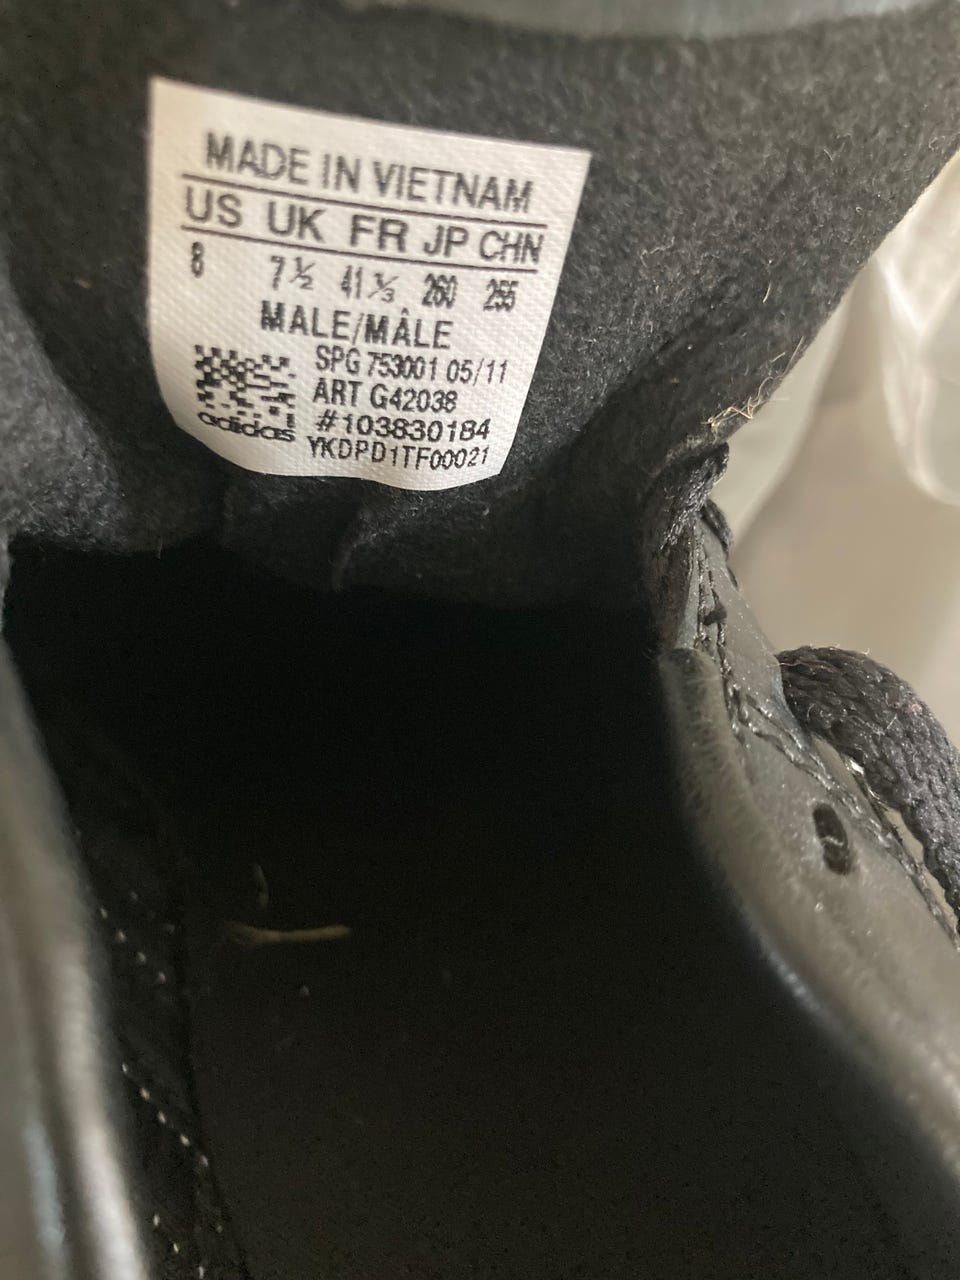 MADE IN VIETNAM
US UK FR JP CHN
8 7½ 41⅓ 260 255
MALE/MÂLE
SPG 753001 05/11
ART G42038
#103830184
adidas YKDPD1TF00021